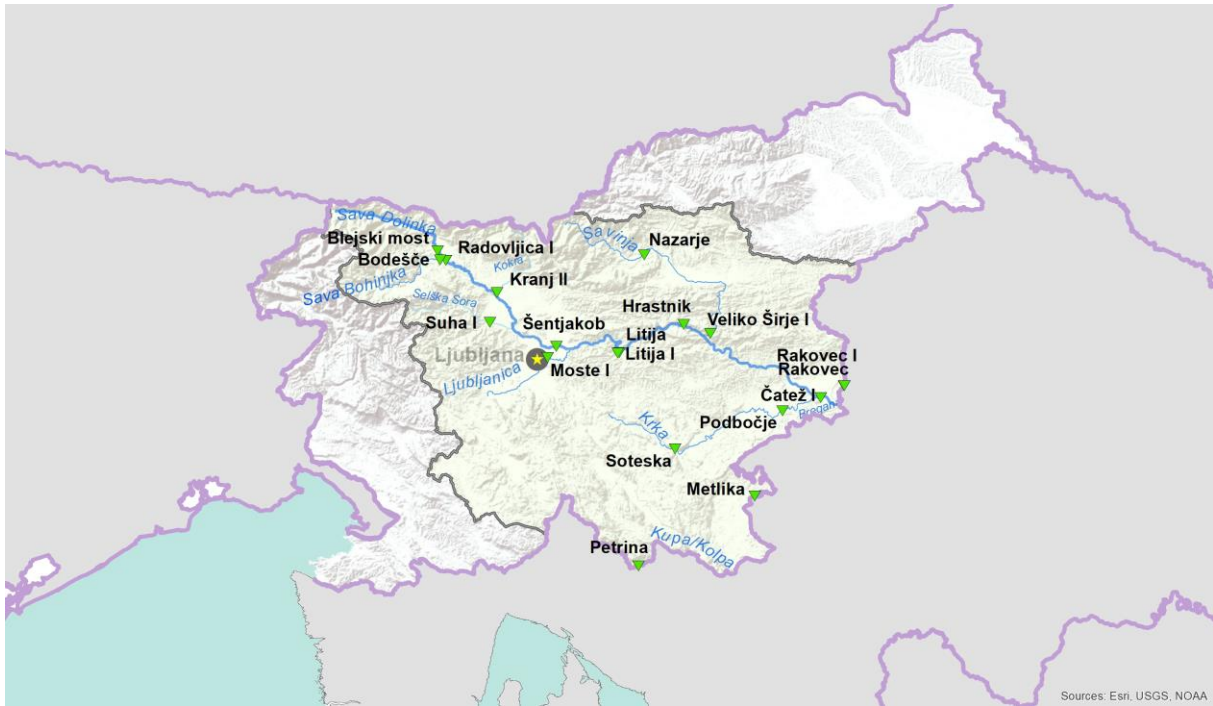 Sava Dolinka
Blejski most
Radovljica I
Bodešče
Kokra
Sava Bohinjka
Selška Sora
Kranj II
Suha I
Savinja
Nazarje
Šentjakob
Ljubljana
Moste I
Ljubljanica
Hrastnik
Veliko Širje I
Litija
Litija I
Rakovec I
Rakovec
Čatež I
Podbočje
Krka
Soteska
Metlika
Petrina
Kupa/Kolpa
Sources: Esri, USGS, NOAA